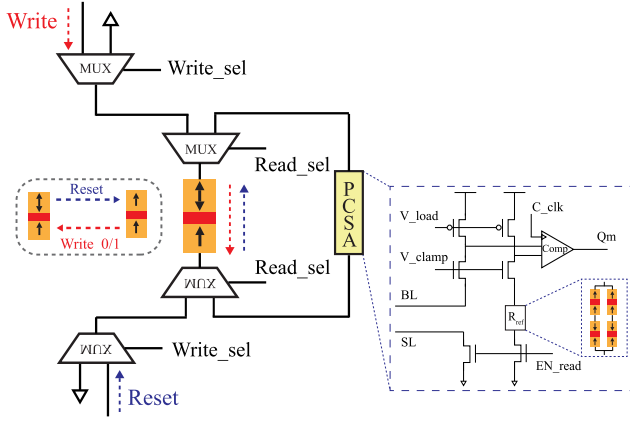 Write
MUX
Write_sel
MUX
Read_sel
Reset
Write 0/1
PCSA
V_load
C_clk
Comp
Qm
V_clamp
BL
Rref
SL
EN_read
MUX
Read_sel
MUX
Write_sel
Reset